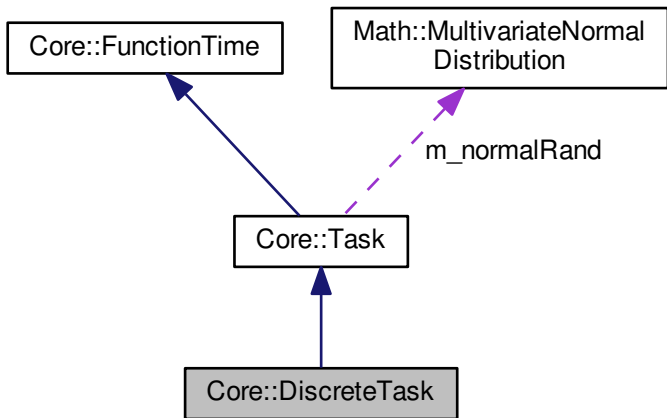 Core::FunctionTime
Math::MultivariateNormal
Distribution
m_normalRand
Core::Task
Core::DiscreteTask